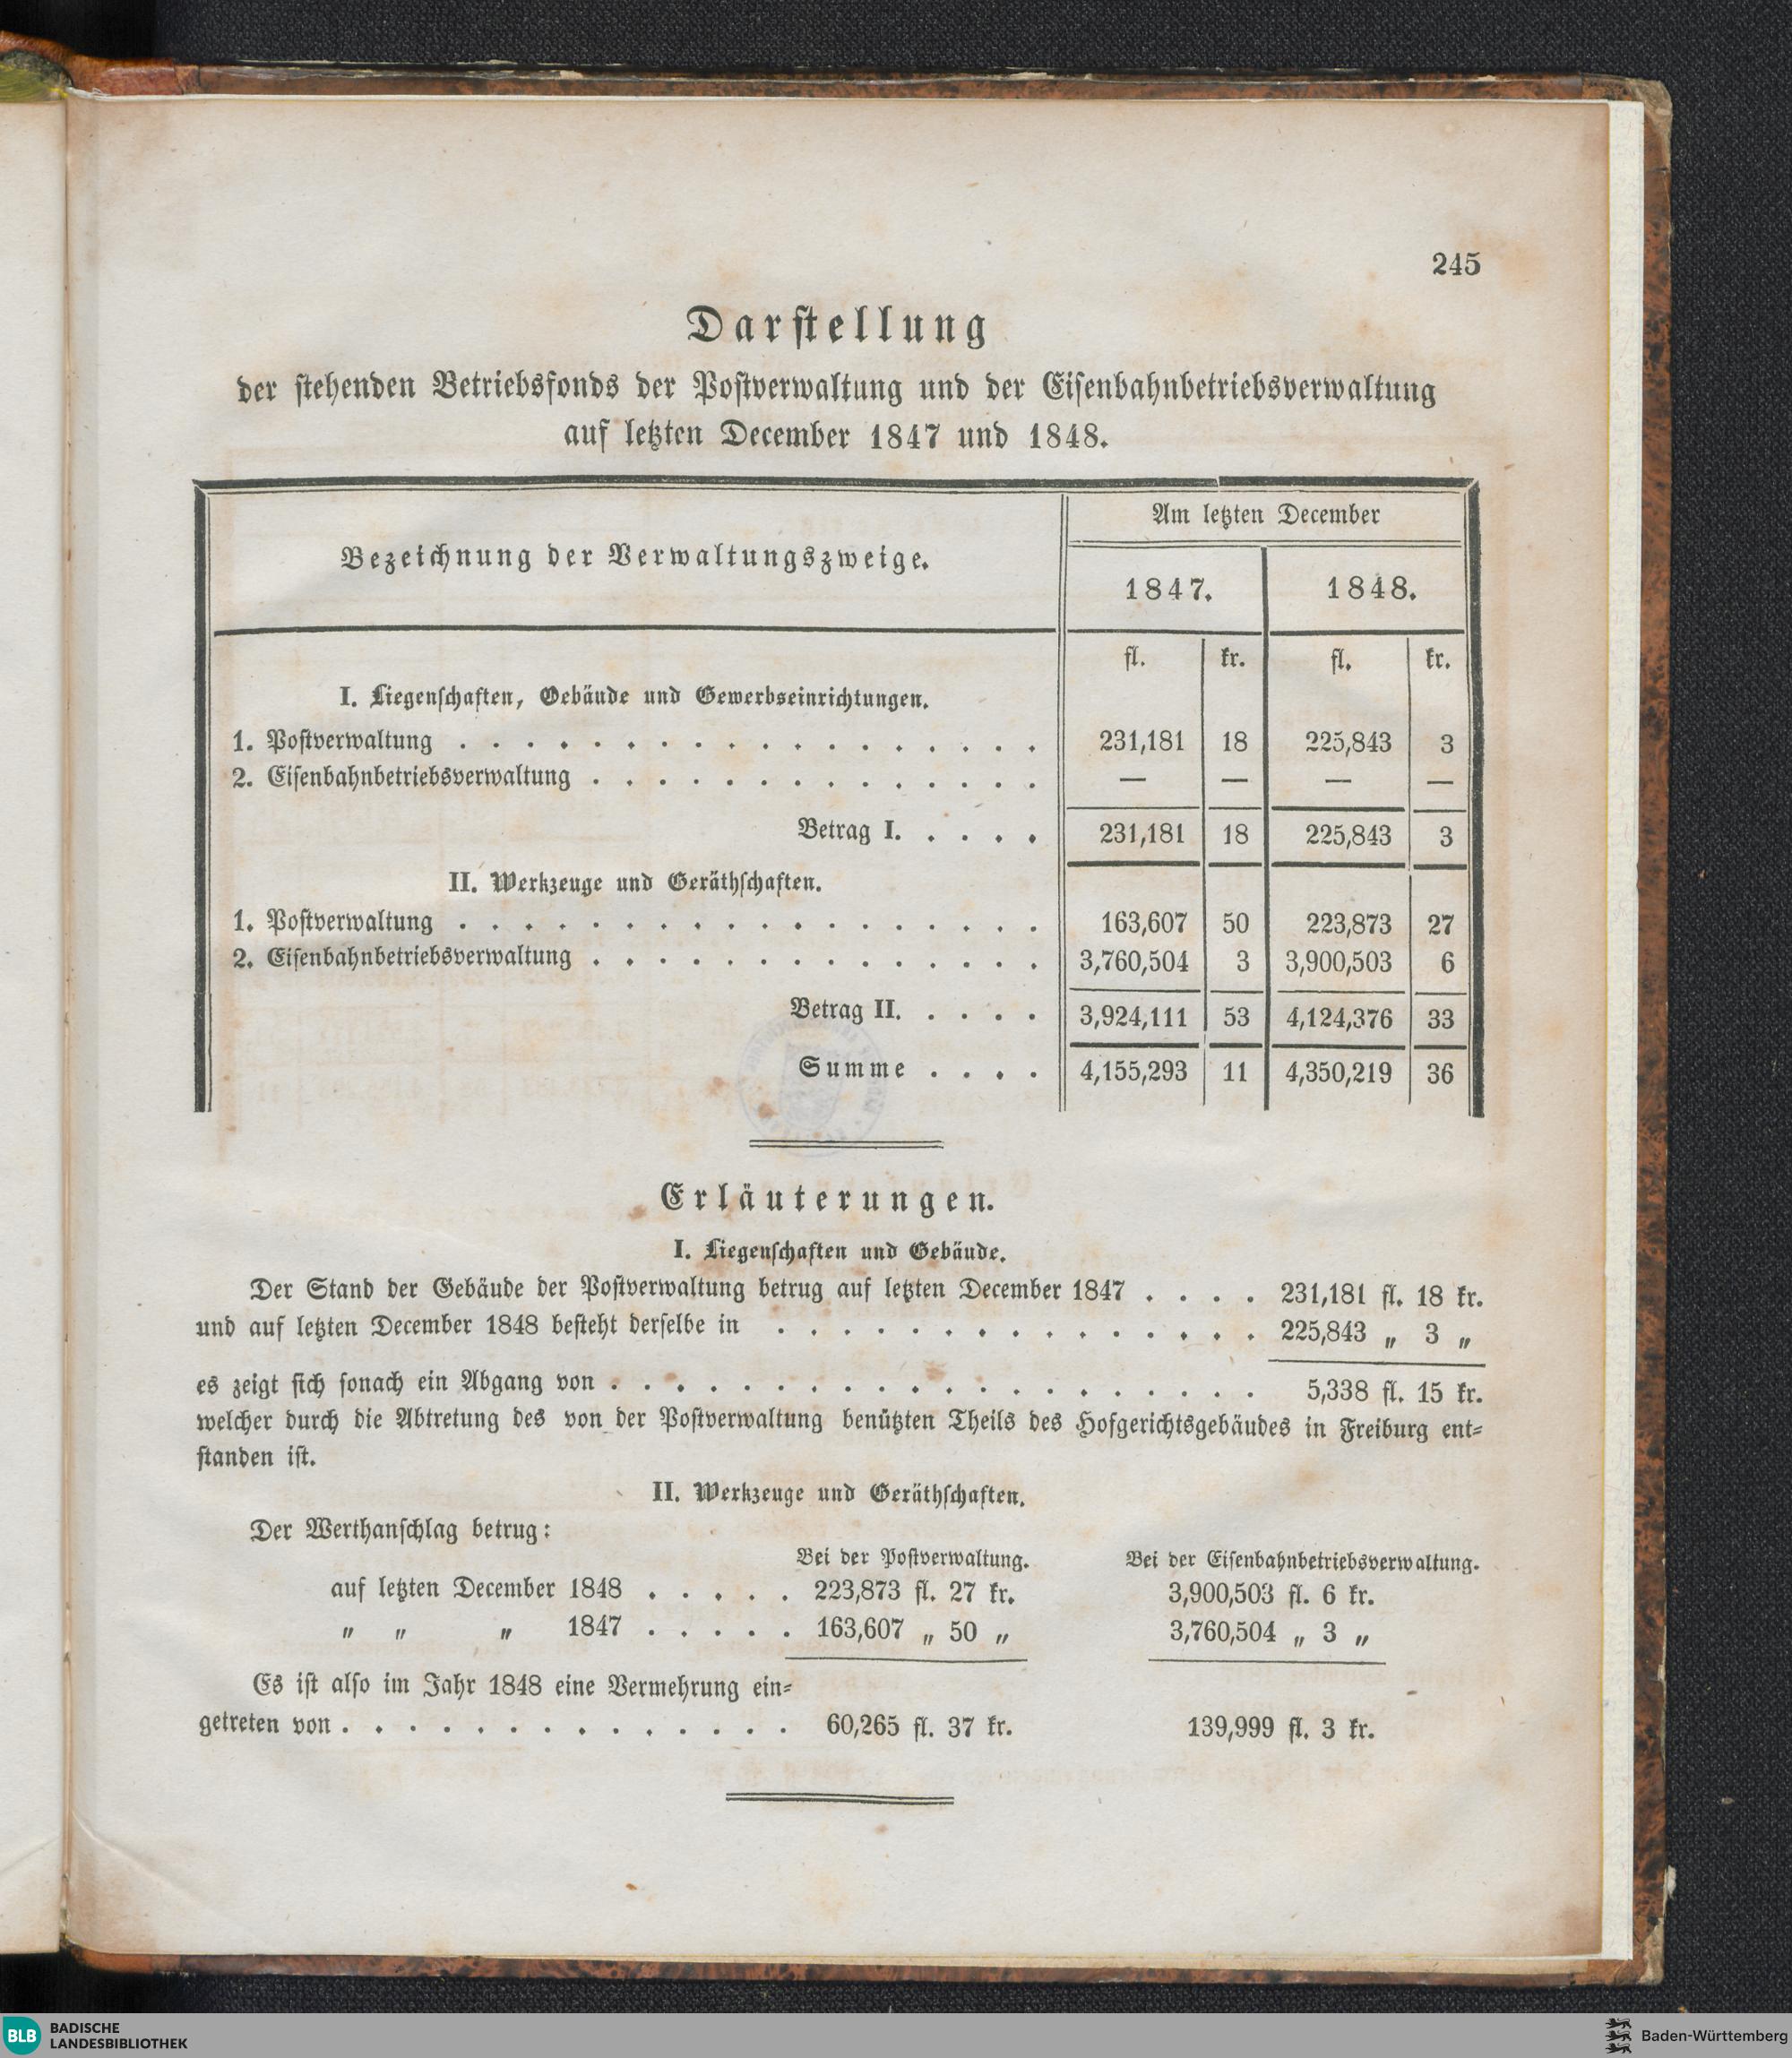 245
Darstellung
der stehenden Betriebsfonds der Postverwaltung und der Eisenbahnbetriebsverwaltung
auf letzten December 1847 und 1848.
Bezeichnung der Verwaltungszweige.
Am letzten December
1847. 1848.
fl. kr. fl. kr.
I. Liegenschaften, Gebäude und Gewerbseinrichtungen.
1. Postverwaltung . . . . . . . . . . . . . . . . . . 231,181 18 225,843 3
2. Eisenbahnbetriebsverwaltung . . . . . . . . . . . . . . — — — —
Betrag I. . . . . 231,181 18 225,843 3
II. Werkzeuge und Geräthschaften.
1. Postverwaltung . . . . . . . . . . . . . . . . . . 163,607 50 223,873 27
2. Eisenbahnbetriebsverwaltung . . . . . . . . . . . . . . 3,760,504 3 3,900,503 6
Betrag II. . . . . 3,924,111 53 4,124,376 33
Summe . . . . 4,155,293 11 4,350,219 36
Erläuterungen.
I. Liegenschaften und Gebäude.
Der Stand der Gebäude der Postverwaltung betrug auf letzten December 1847 . . . . 231,181 fl. 18 kr.
und auf letzten December 1848 besteht derselbe in . . . . . . . . . . . . . . . 225,843 „ 3 „
es zeigt sich sonach ein Abgang von . . . . . . . . . . . . . . . . . . . . 5,338 fl. 15 kr.
welcher durch die Abtretung des von der Postverwaltung benützten Theils des Hofgerichtsgebäudes in Freiburg ent-
standen ist.
II. Werkzeuge und Geräthschaften.
Der Werthanschlag betrug:
Bei der Postverwaltung. Bei der Eisenbahnbetriebsverwaltung.
auf letzten December 1848 . . . . . 223,873 fl. 27 kr. 3,900,503 fl. 6 kr.
„ „ „ 1847 . . . . . 163,607 „ 50 „ 3,760,504 „ 3 „
Es ist also im Jahr 1848 eine Vermehrung ein-
getreten von . . . . . . . . . . . . . . 60,265 fl. 37 kr. 139,999 fl. 3 kr.
BLB BADISCHE
LANDESBIBLIOTHEK
Baden-Württemberg